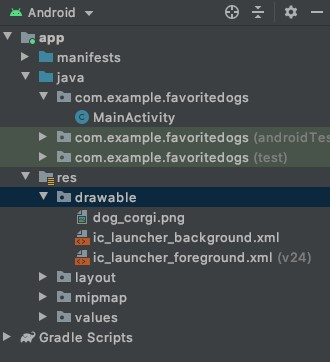 Android
app
manifests
java
com.example.favoritedogs
MainActivity
com.example.favoritedogs (androidTes
com.example.favoritedogs (test)
res
drawable
dog_corgi.png
ic_launcher_background.xml
ic_launcher_foreground.xml (v24)
layout
mipmap
values
Gradle Scripts